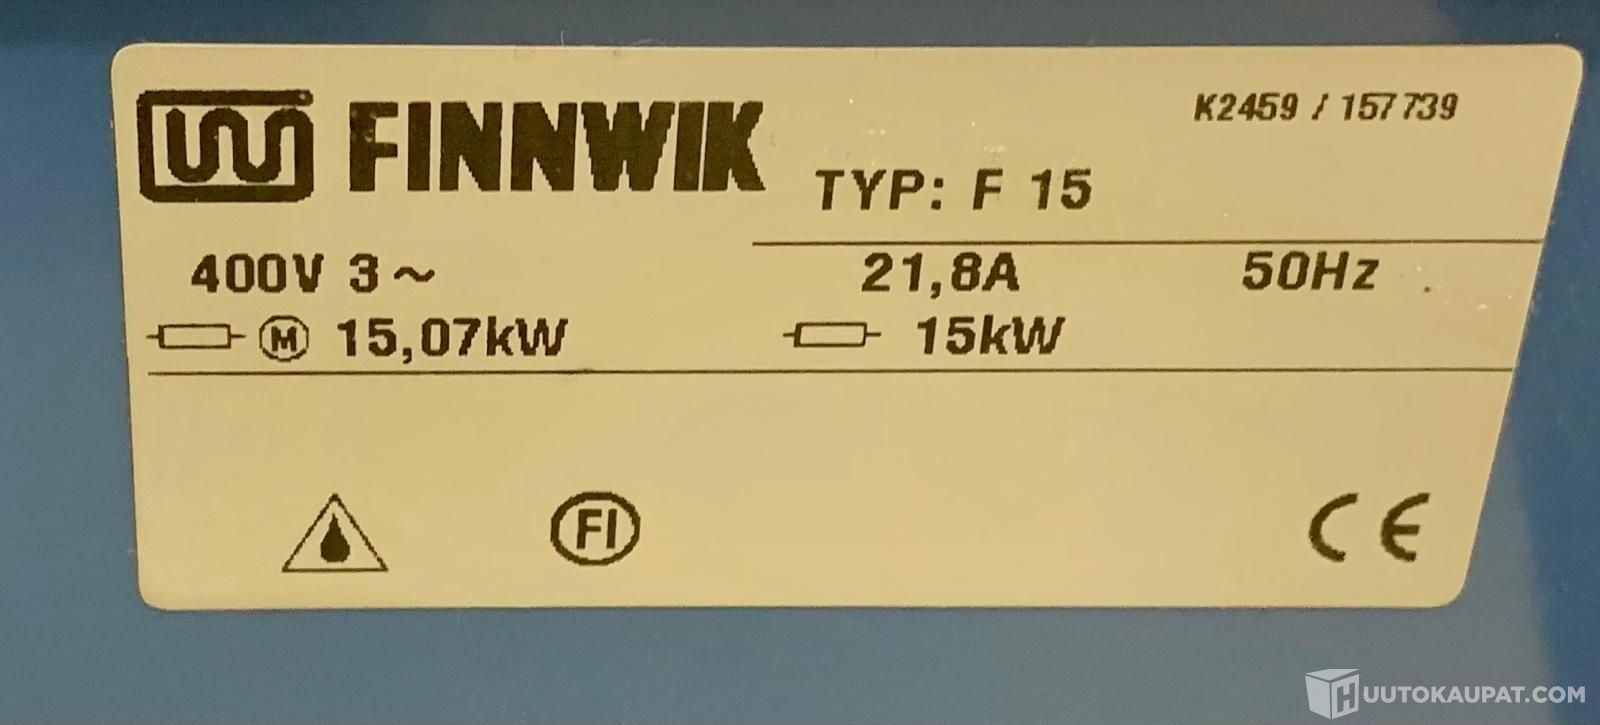 FINNWIK
K2459 / 157739
TYP: F 15
400V 3~ 21,8A 50Hz
M 15,07kW 15kW
FI CE
HUUTOKAUPAT.COM